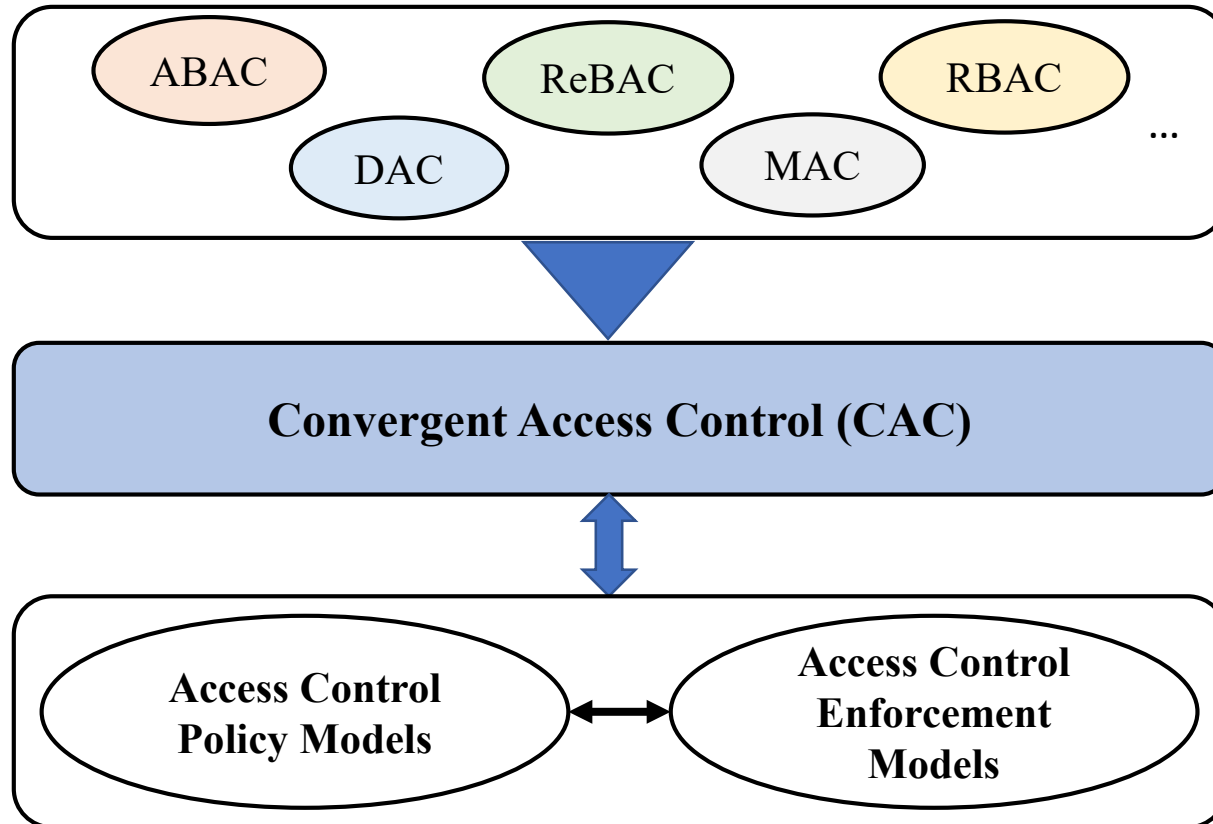 ABAC
ReBAC
RBAC
DAC
MAC
...
Convergent Access Control (CAC)
Access Control
Policy Models
Access Control
Enforcement
Models